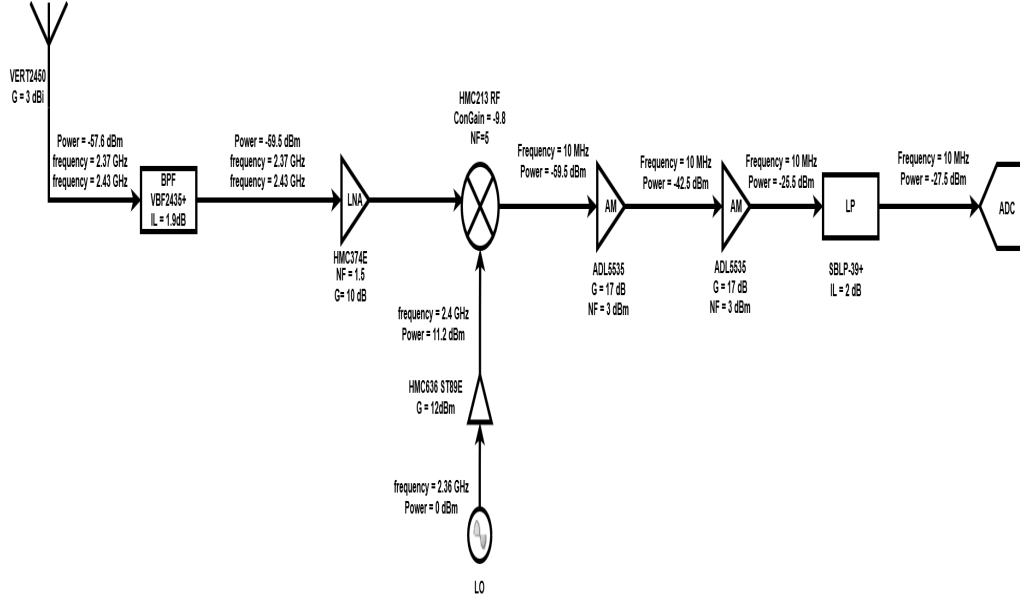 VERT2450
G = 3 dBi
Power = -57.6 dBm
frequency = 2.37 GHz
frequency = 2.43 GHz
BPF
VBF2435+
IL = 1.9dB
Power = -59.5 dBm
frequency = 2.37 GHz
frequency = 2.43 GHz
LNA
HMC374E
NF = 1.5
G= 10 dB
HMC213 RF
ConGain = -9.8
NF=5
Frequency = 10 MHz
Power = -59.5 dBm
AM
ADL5535
G = 17 dB
NF = 3 dBm
Frequency = 10 MHz
Power = -42.5 dBm
AM
ADL5535
G = 17 dB
NF = 3 dBm
Frequency = 10 MHz
Power = -25.5 dBm
LP
SBLP-39+
IL = 2 dB
Frequency = 10 MHz
Power = -27.5 dBm
ADC
frequency = 2.4 GHz
Power = 11.2 dBm
HMC636 ST89E
G = 12dBm
frequency = 2.36 GHz
Power = 0 dBm
LO